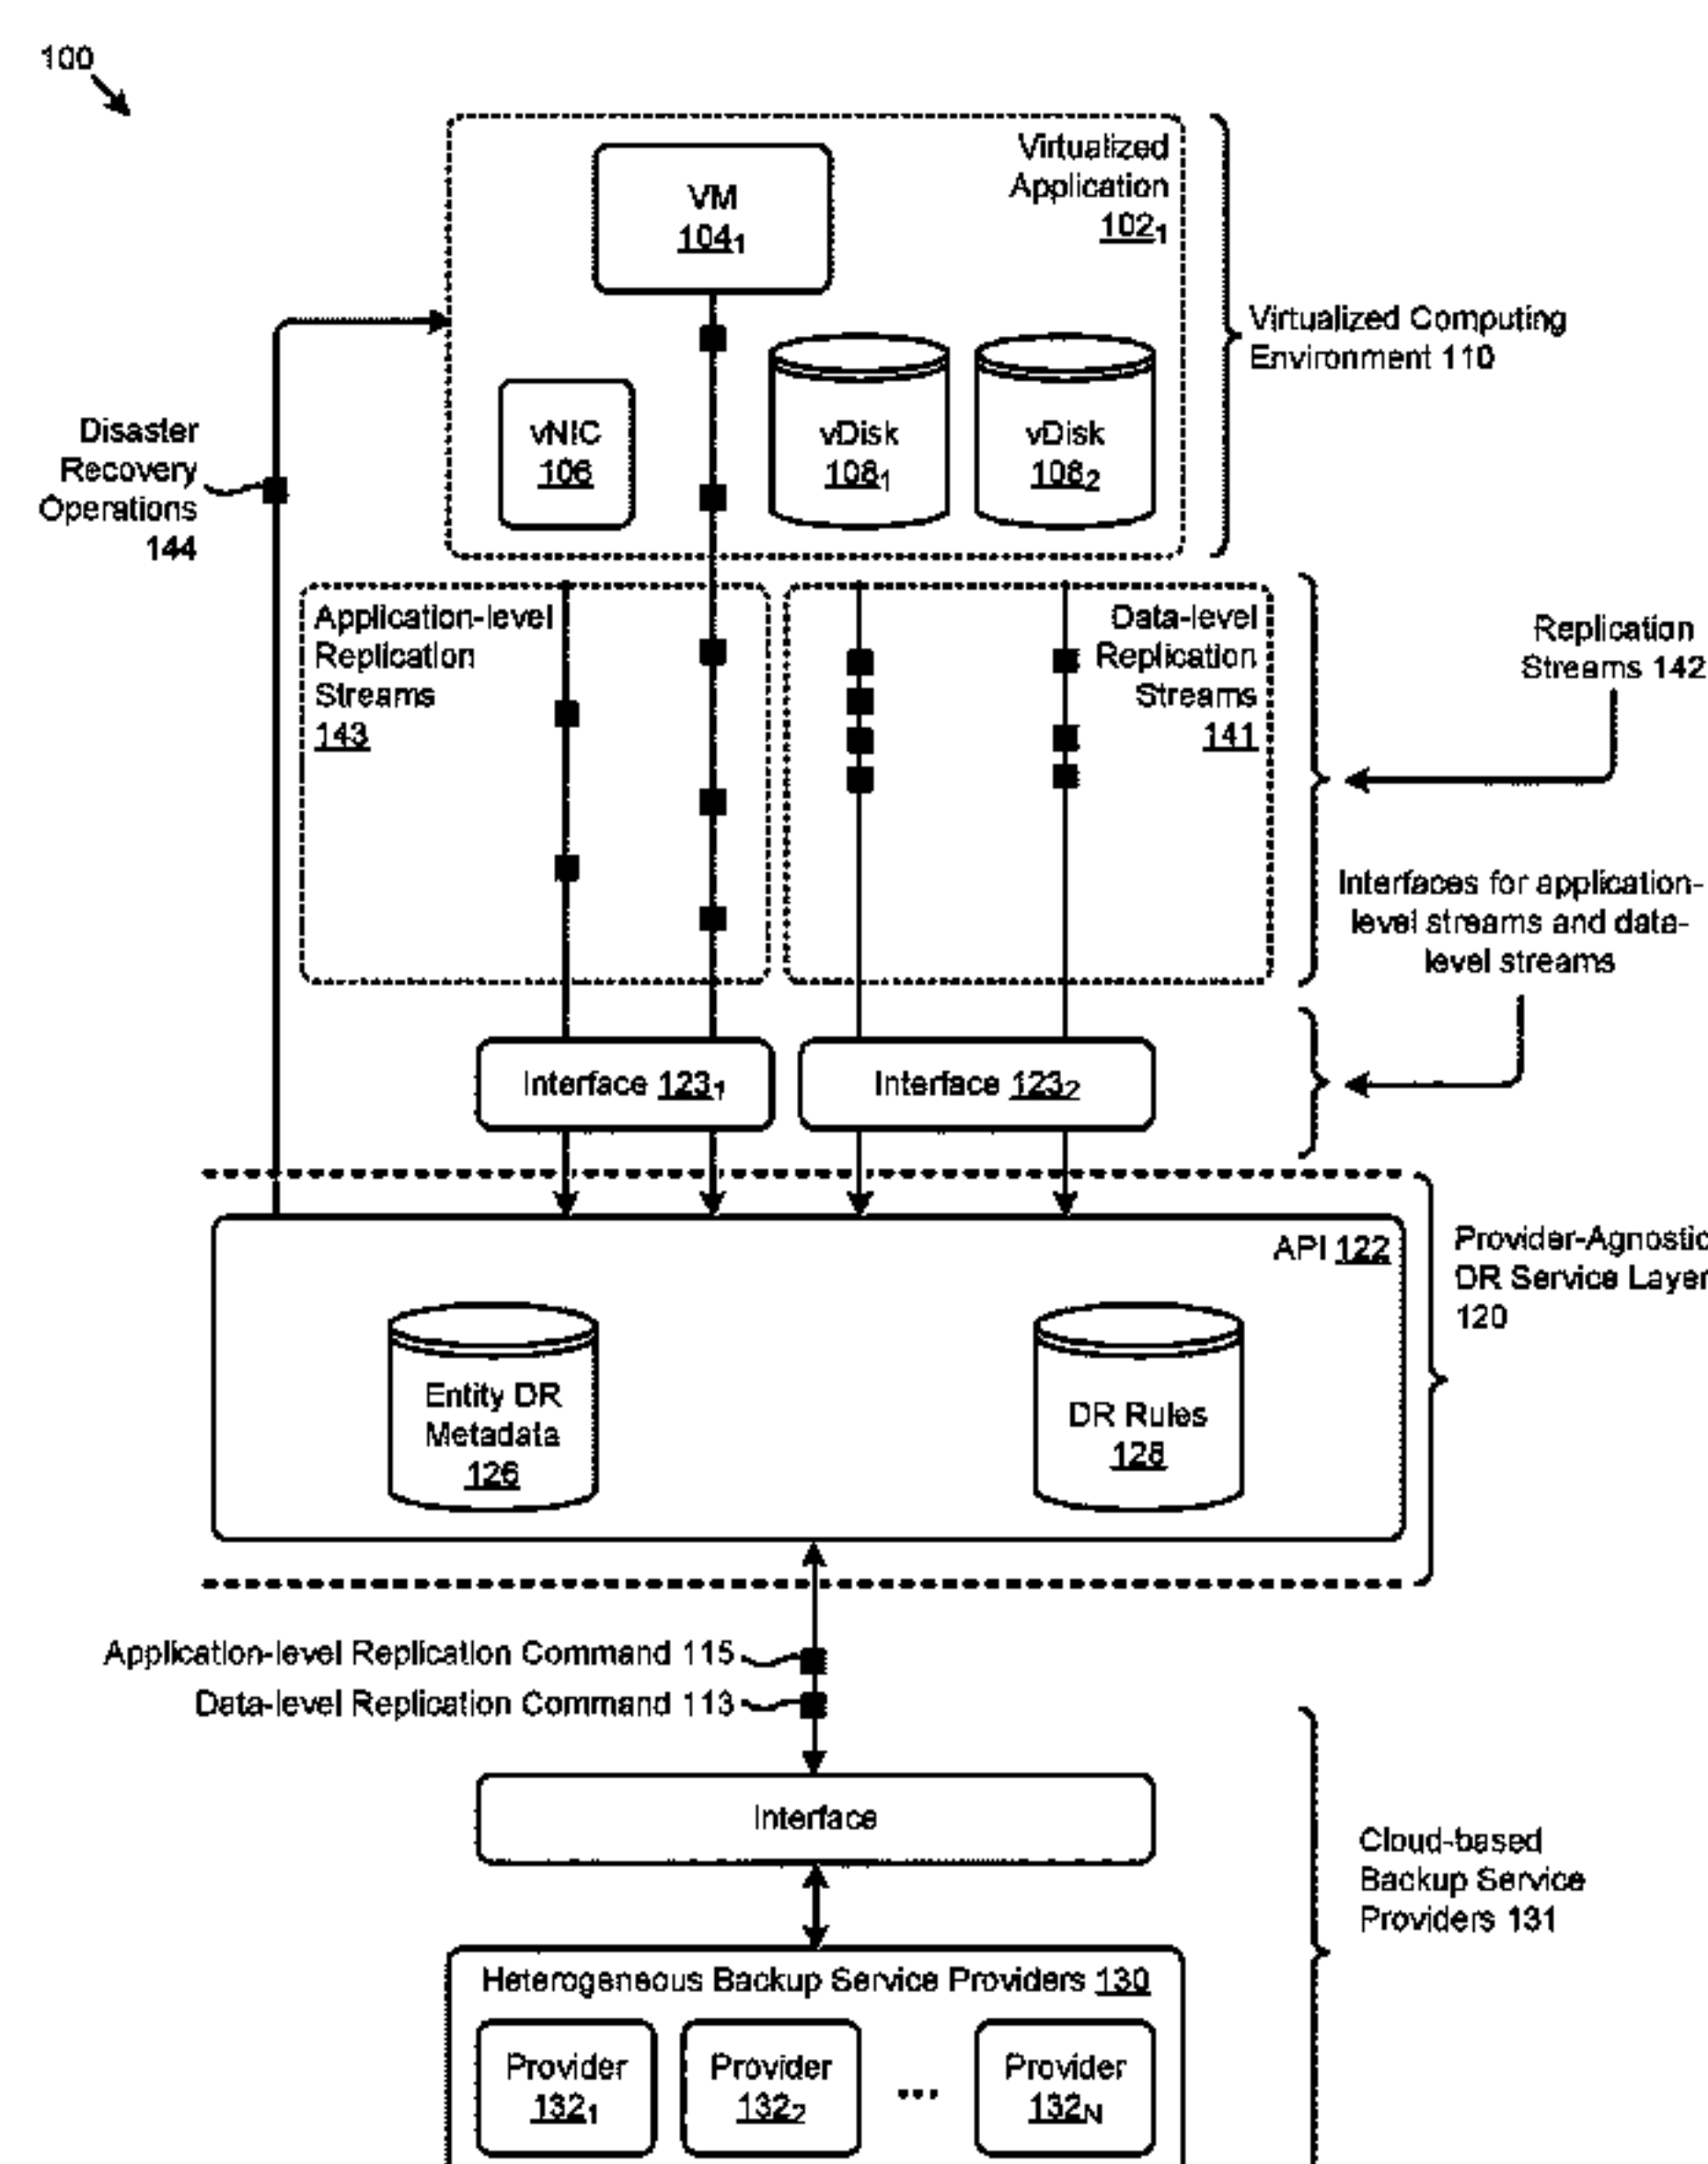 100
Virtualized
Application
102₁
VM
104₁
Virtualized Computing
Environment 110
vNIC
106
vDisk
108₁
vDisk
108₂
Disaster
Recovery
Operations
144
Application-level
Replication
Streams
143
Data-level
Replication
Streams
141
Replication
Streams 142
Interfaces for application-
level streams and data-
level streams
Interface 123₁
Interface 123₂
API 122
Provider-Agnostic
DR Service Layer
120
Entity DR
Metadata
126
DR Rules
128
Application-level Replication Command 115
Data-level Replication Command 113
Interface
Cloud-based
Backup Service
Providers 131
Heterogeneous Backup Service Providers 130
Provider
132₁
Provider
132₂
...
Provider
132N